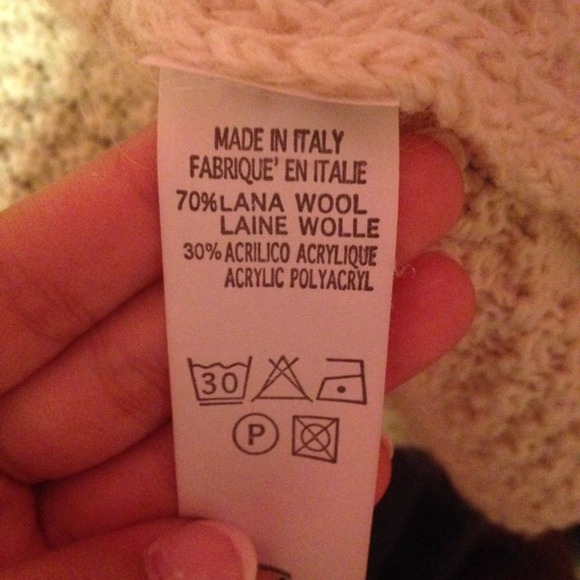 MADE IN ITALY
FABRIQUE' EN ITALIE
70% LANA WOOL
LAINE WOLLE
30% ACRILICO ACRYLIQUE
ACRYLIC POLYACRYL
30
P